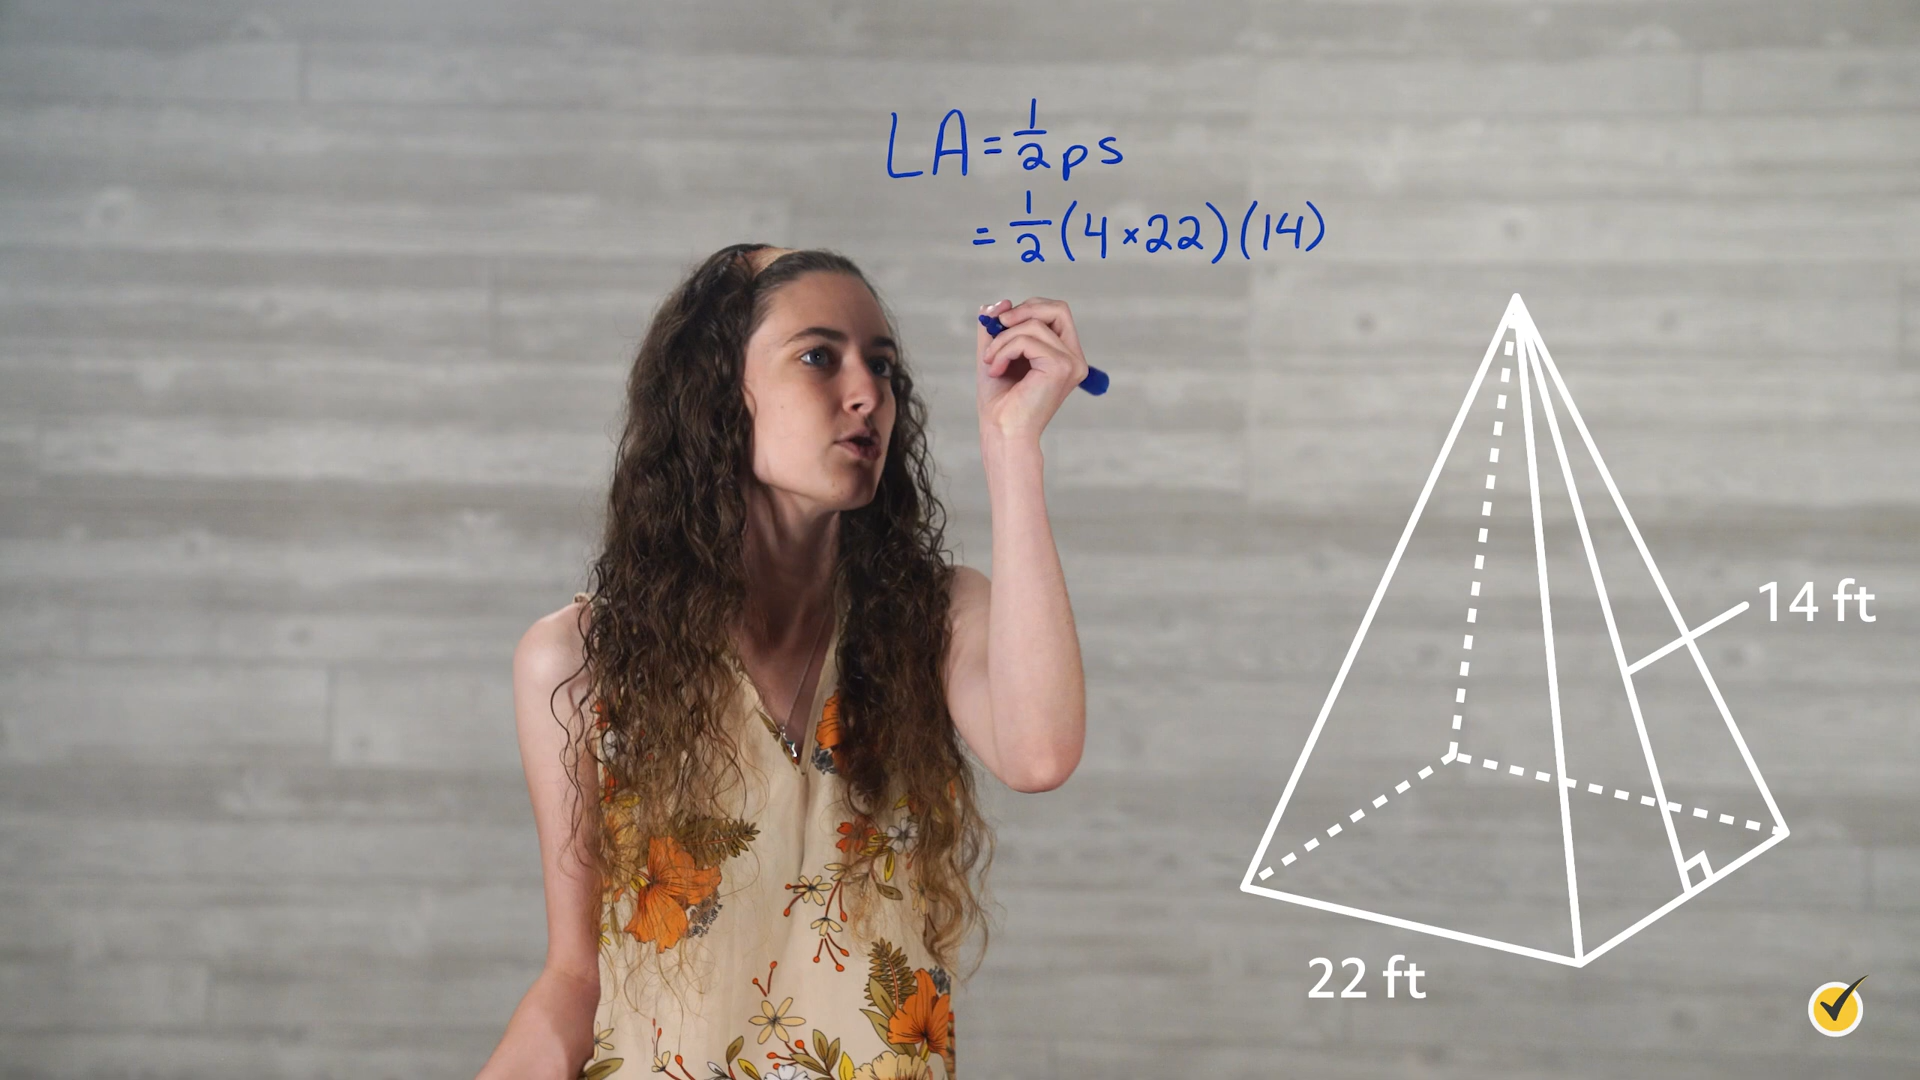 LA = 1/2 ps
= 1/2 (4 × 22)(14)
14 ft
22 ft